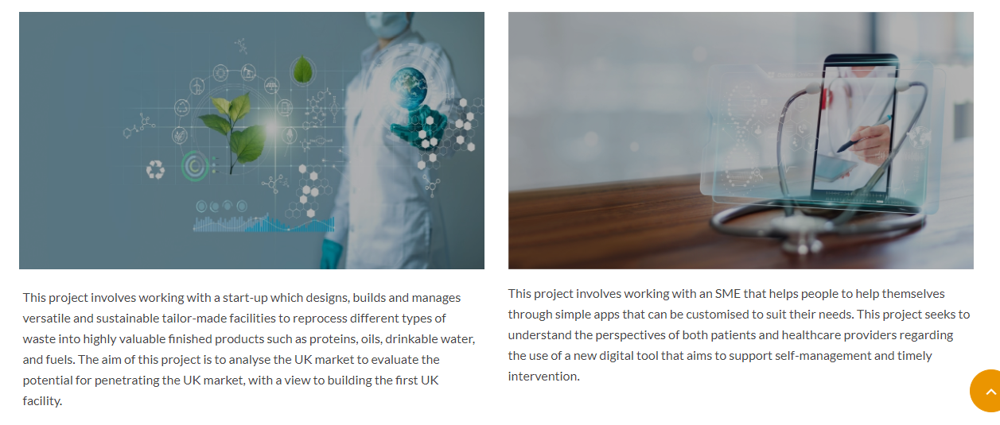 This project involves working with a start-up which designs, builds and manages
versatile and sustainable tailor-made facilities to reprocess different types of
waste into highly valuable finished products such as proteins, oils, drinkable water,
and fuels. The aim of this project is to analyse the UK market to evaluate the
potential for penetrating the UK market, with a view to building the first UK
facility.
This project involves working with an SME that helps people to help themselves
through simple apps that can be customised to suit their needs. This project seeks to
understand the perspectives of both patients and healthcare providers regarding
the use of a new digital tool that aims to support self-management and timely
intervention.